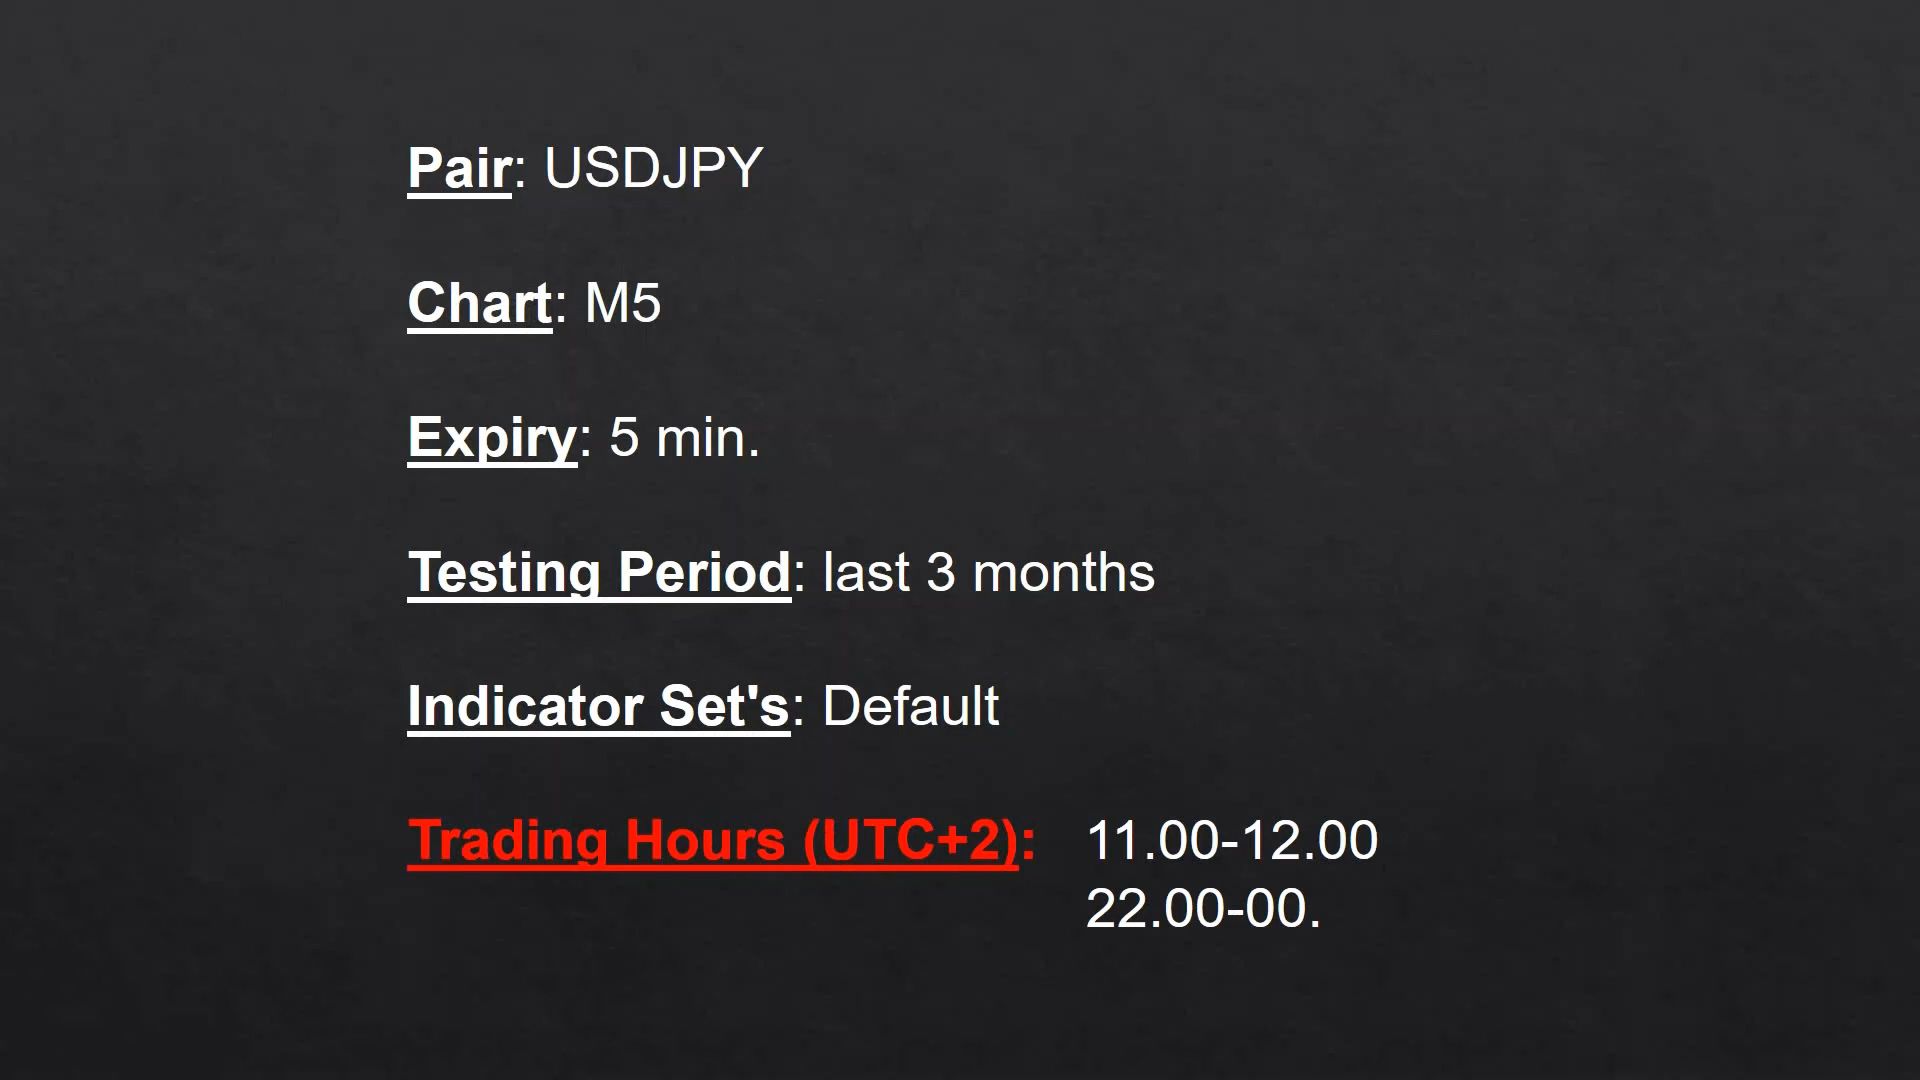 Pair: USDJPY
Chart: M5
Expiry: 5 min.
Testing Period: last 3 months
Indicator Set's: Default
Trading Hours (UTC+2): 11.00-12.00
22.00-00.